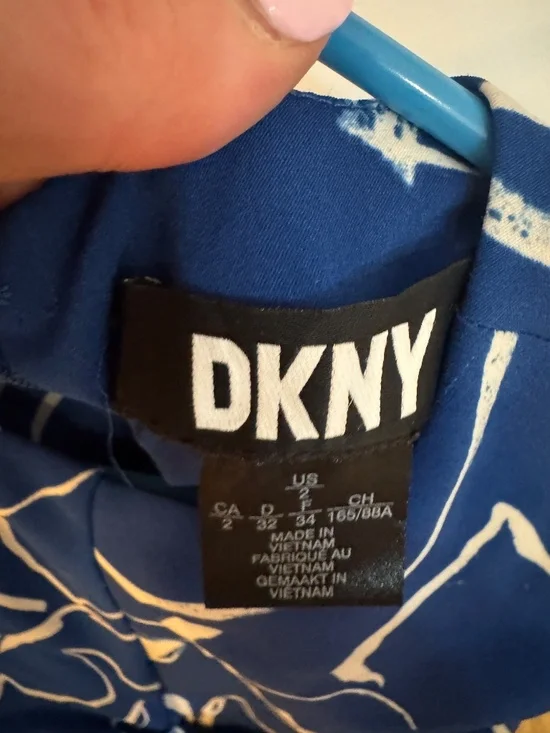 DKNY
US
2
CA D F CH
2 32 34 165/88A
MADE IN
VIETNAM
FABRIQUÉ AU
VIETNAM
GEMAAKT IN
VIETNAM